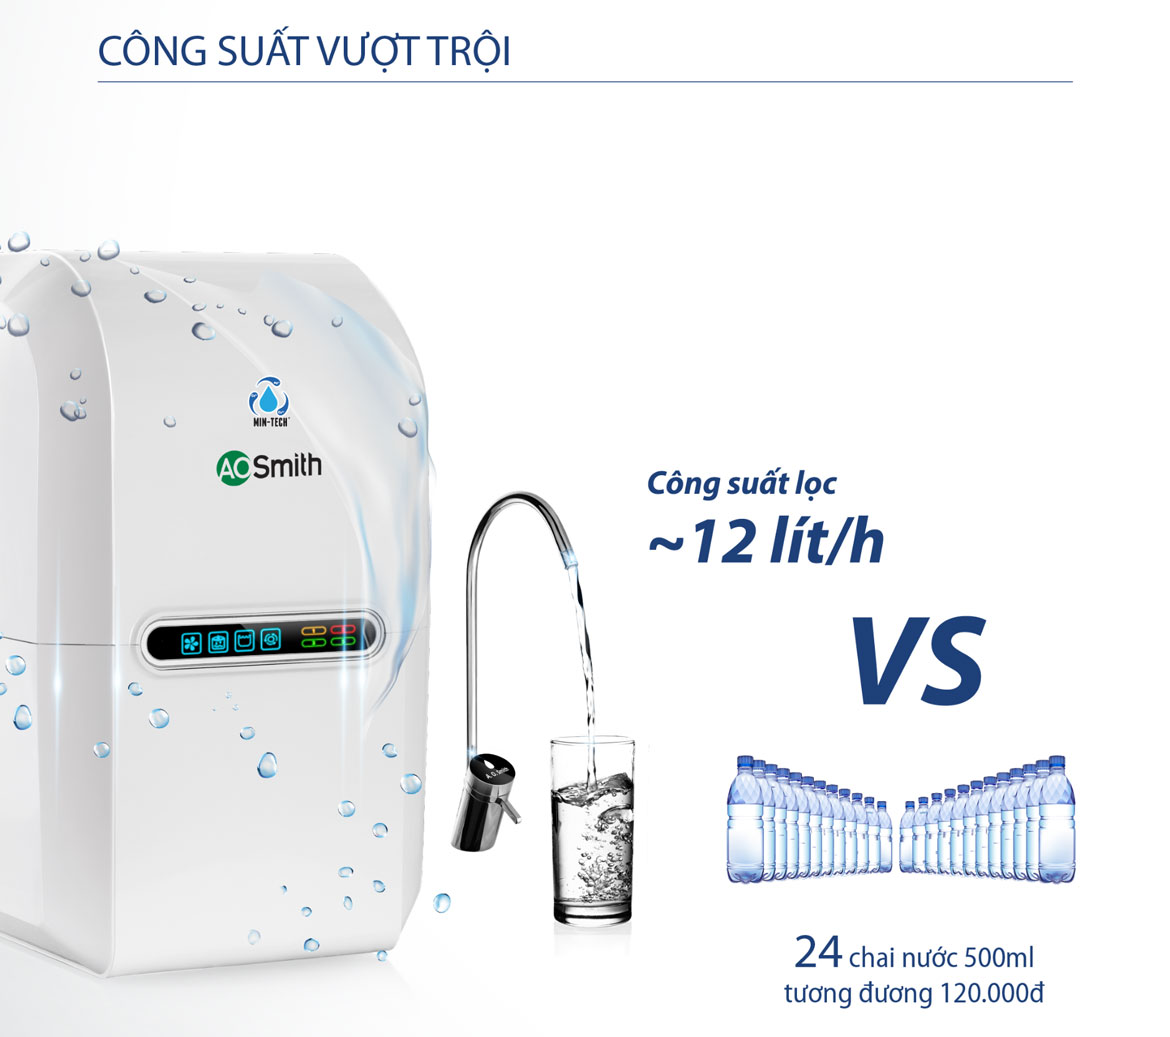 CÔNG SUẤT VƯỢT TRỘI
MIN-TECH
AOSmith
Công suất lọc
~12 lít/h
VS
A. O. Smith
24 chai nước 500ml
tương đương 120.000đ